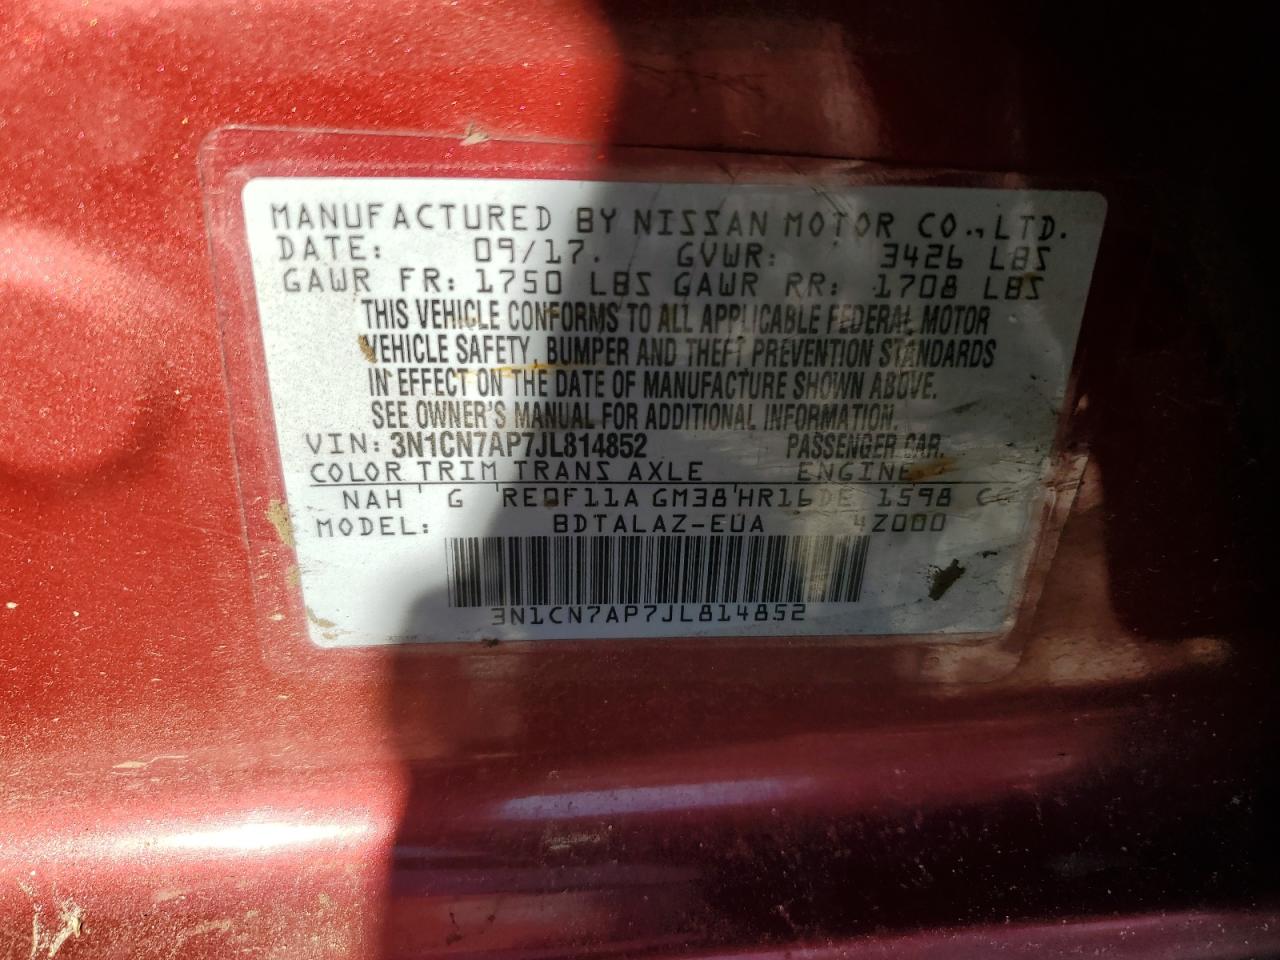 MANUFACTURED BY NISSAN MOTOR CO., LTD.
DATE: 09/17. GVWR: 3426 LBS
GAWR FR: 1750 LBS GAWR RR: 1708 LBS
THIS VEHICLE CONFORMS TO ALL APPLICABLE FEDERAL MOTOR
VEHICLE SAFETY, BUMPER AND THEFT PREVENTION STANDARDS
IN EFFECT ON THE DATE OF MANUFACTURE SHOWN ABOVE.
SEE OWNER'S MANUAL FOR ADDITIONAL INFORMATION.
VIN: 3N1CN7AP7JL814852 PASSENGER CAR.
COLOR TRIM TRANS AXLE ENGINE
NAH ' G 'RE0F11A GM38'HR16DE 1598 CC
MODEL: BDTALAZ-EUA 4Z000
3N1CN7AP7JL814852